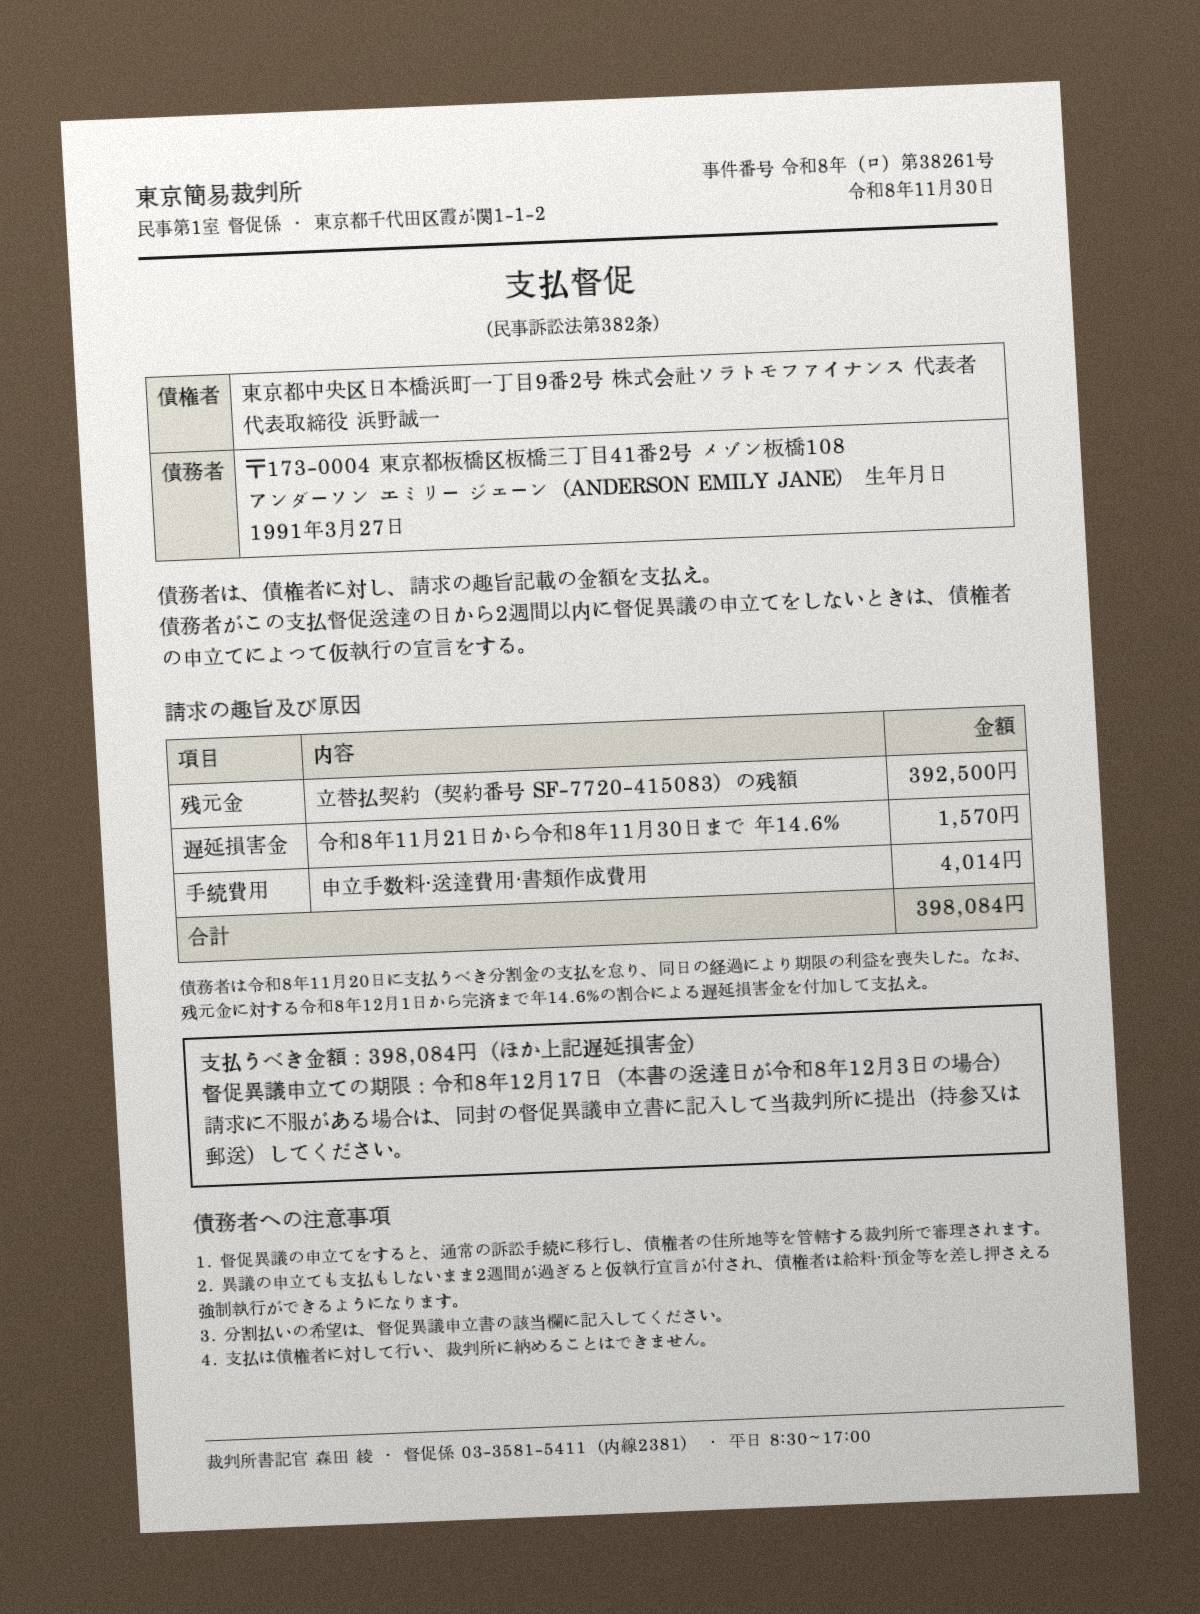 東京簡易裁判所
民事第1室 督促係 · 東京都千代田区霞が関1-1-2
事件番号 令和8年（ロ）第38261号
令和8年11月30日
支払督促
（民事訴訟法第382条）
債権者 東京都中央区日本橋浜町一丁目9番2号 株式会社ソラトモファイナンス 代表者
代表取締役 浜野誠一
債務者 〒173-0004 東京都板橋区板橋三丁目41番2号 メゾン板橋108
アンダーソン エミリー ジェーン（ANDERSON EMILY JANE） 生年月日
1991年3月27日
債務者は、債権者に対し、請求の趣旨記載の金額を支払え。
債務者がこの支払督促送達の日から2週間以内に督促異議の申立てをしないときは、債権者
の申立てによって仮執行の宣言をする。
請求の趣旨及び原因
項目 内容 金額
残元金 立替払契約（契約番号 SF-7720-415083）の残額 392,500円
遅延損害金 令和8年11月21日から令和8年11月30日まで 年14.6% 1,570円
手続費用 申立手数料·送達費用·書類作成費用 4,014円
合計 398,084円
債務者は令和8年11月20日に支払うべき分割金の支払を怠り、同日の経過により期限の利益を喪失した。なお、
残元金に対する令和8年12月1日から完済まで年14.6%の割合による遅延損害金を付加して支払え。
支払うべき金額：398,084円（ほか上記遅延損害金）
督促異議申立ての期限：令和8年12月17日（本書の送達日が令和8年12月3日の場合）
請求に不服がある場合は、同封の督促異議申立書に記入して当裁判所に提出（持参又は
郵送）してください。
債務者への注意事項
1. 督促異議の申立てをすると、通常の訴訟手続に移行し、債権者の住所地等を管轄する裁判所で審理されます。
2. 異議の申立ても支払もしないまま2週間が過ぎると仮執行宣言が付され、債権者は給料·預金等を差し押さえる
強制執行ができるようになります。
3. 分割払いの希望は、督促異議申立書の該当欄に記入してください。
4. 支払は債権者に対して行い、裁判所に納めることはできません。
裁判所書記官 森田 綾 · 督促係 03-3581-5411（内線2381） · 平日 8:30~17:00